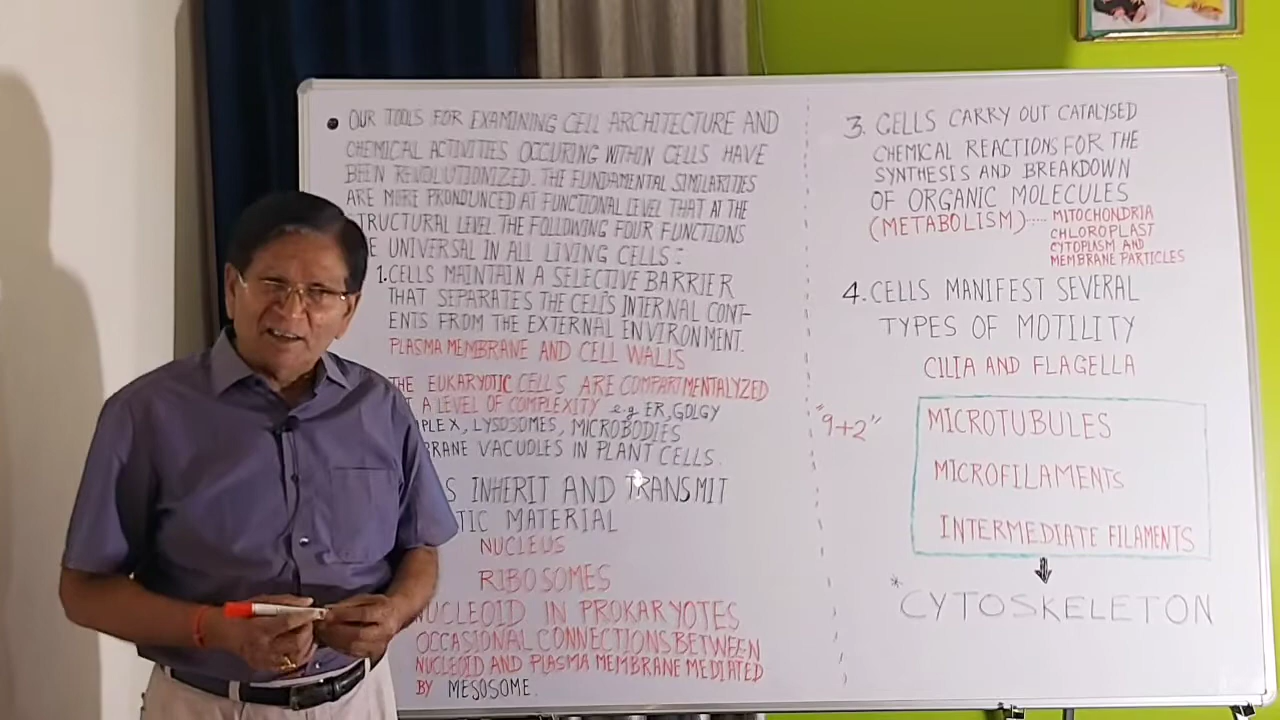 OUR TOOLS FOR EXAMINING CELL ARCHITECTURE AND
CHEMICAL ACTIVITIES OCCURING WITHIN CELLS HAVE
BEEN REVOLUTIONIZED. THE FUNDAMENTAL SIMILARITIES
ARE MORE PRONOUNCED AT FUNCTIONAL LEVEL THAT AT THE
TRUCTURAL LEVEL. THE FOLLOWING FOUR FUNCTIONS
E UNIVERSAL IN ALL LIVING CELLS:
1. CELLS MAINTAIN A SELECTIVE BARRIER
THAT SEPARATES THE CELL'S INTERNAL CONT-
ENTS FROM THE EXTERNAL ENVIRONMENT.
PLASMA MEMBRANE AND CELL WALLS
THE EUKARYOTIC CELLS ARE COMPARTMENTALYZED
A LEVEL OF COMPLEXITY e.g ER, GOLGY
PLEX, LYSOSOMES, MICROBODIES
BRANE VACUOLES IN PLANT CELLS.
S INHERIT AND TRANSMIT
TIC MATERIAL
NUCLEUS
RIBOSOMES
NUCLEOID IN PROKARYOTES
OCCASIONAL CONNECTIONS BETWEEN
NUCLEOID AND PLASMA MEMBRANE MEDIATED
BY MESOSOME.
3. CELLS CARRY OUT CATALYSED
CHEMICAL REACTIONS FOR THE
SYNTHESIS AND BREAKDOWN
OF ORGANIC MOLECULES
(METABOLISM)..... MITOCHONDRIA
CHLOROPLAST
CYTOPLASM AND
MEMBRANE PARTICLES
4. CELLS MANIFEST SEVERAL
TYPES OF MOTILITY
CILIA AND FLAGELLA
"9+2"
MICROTUBULES
MICROFILAMENTS
INTERMEDIATE FILAMENTS
* CYTOSKELETON